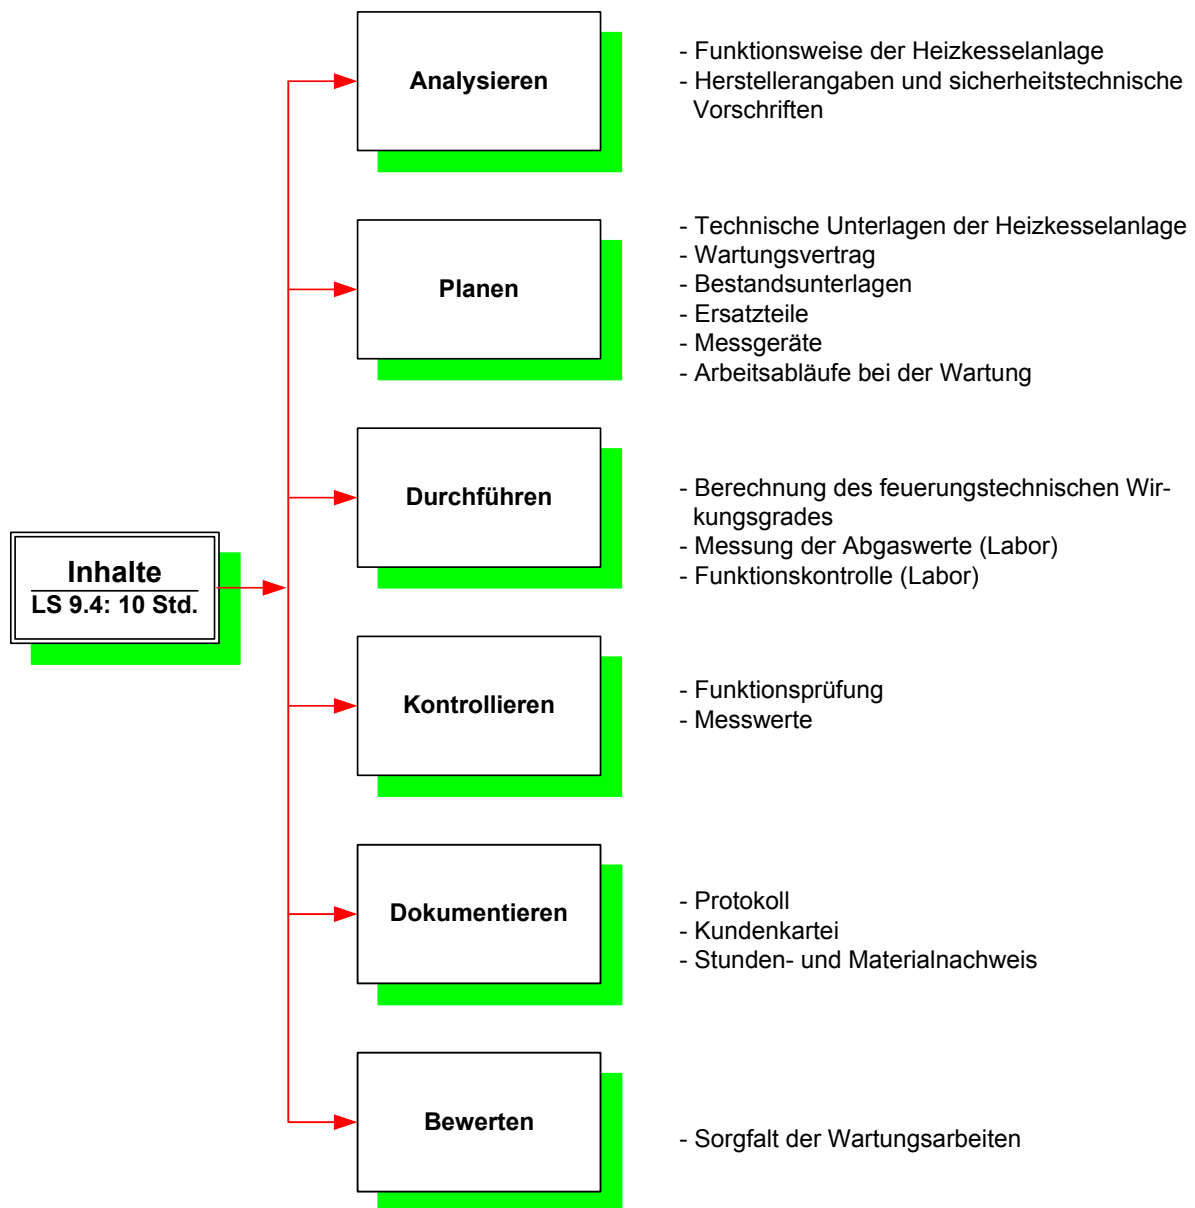 Analysieren
- Funktionsweise der Heizkesselanlage
- Herstellerangaben und sicherheitstechnische
Vorschriften
Planen
- Technische Unterlagen der Heizkesselanlage
- Wartungsvertrag
- Bestandsunterlagen
- Ersatzteile
- Messgeräte
- Arbeitsabläufe bei der Wartung
Durchführen
- Berechnung des feuerungstechnischen Wir-
kungsgrades
- Messung der Abgaswerte (Labor)
- Funktionskontrolle (Labor)
Inhalte
LS 9.4: 10 Std.
Kontrollieren
- Funktionsprüfung
- Messwerte
Dokumentieren
- Protokoll
- Kundenkartei
- Stunden- und Materialnachweis
Bewerten
- Sorgfalt der Wartungsarbeiten